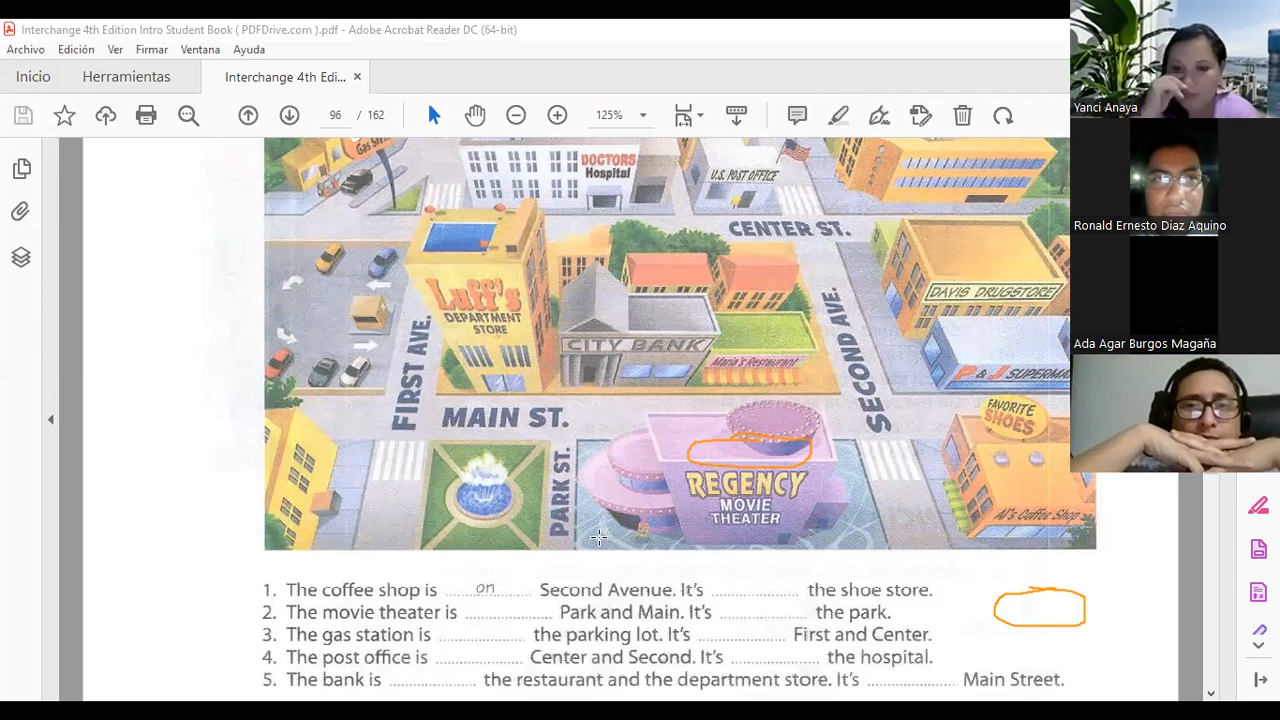 Interchange 4th Edition Intro Student Book ( PDFDrive.com ).pdf - Adobe Acrobat Reader DC (64-bit)
Archivo Edición Ver Firmar Ventana Ayuda
Inicio Herramientas Interchange 4th Edi... ×
96 / 162 125%
Yanci Anaya
Ronald Ernesto Diaz Aquino
Ada Agar Burgos Magaña
Gas Station
DOCTORS
Hospital
U.S. POST OFFICE
CENTER ST.
Luff's
DEPARTMENT
STORE
CITY BANK
Maria's Restaurant
DAVIS DRUGSTORE
P & J SUPERMA
FIRST AVE.
SECOND AVE.
MAIN ST.
PARK ST.
FAVORITE
SHOES
REGENCY
MOVIE
THEATER
Al's Coffee Shop
1. The coffee shop is ....on.... Second Avenue. It's .................... the shoe store.
2. The movie theater is .................... Park and Main. It's .................... the park.
3. The gas station is .................... the parking lot. It's .................... First and Center.
4. The post office is .................... Center and Second. It's .................... the hospital.
5. The bank is .................... the restaurant and the department store. It's .................... Main Street.